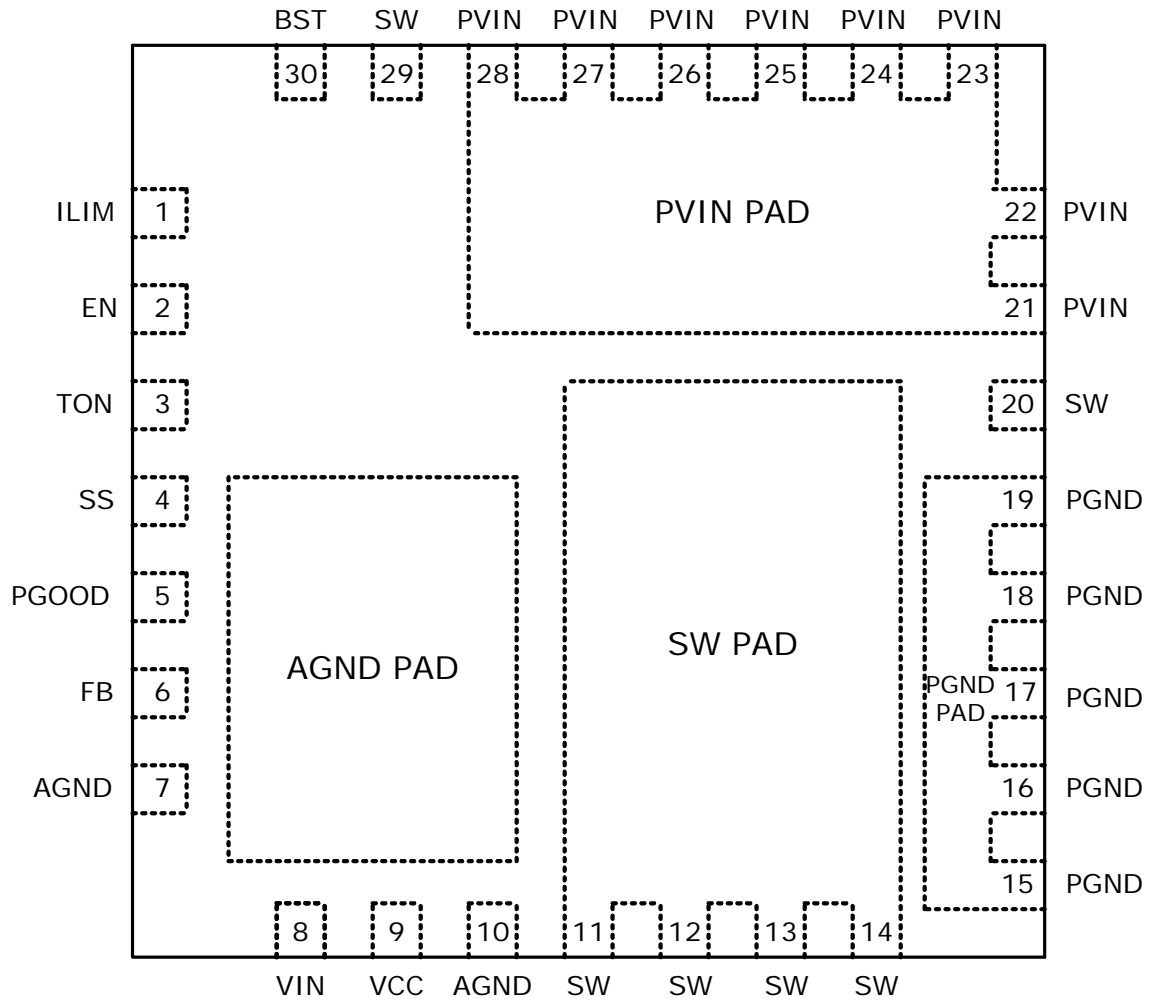 BST SW PVIN PVIN PVIN PVIN PVIN PVIN
30 29 28 27 26 25 24 23
ILIM 1 PVIN PAD 22 PVIN
EN 2 21 PVIN
TON 3 20 SW
SS 4 19 PGND
PGOOD 5 18 PGND
AGND PAD SW PAD
FB 6 PGND 17 PGND
PAD
AGND 7 16 PGND
15 PGND
8 9 10 11 12 13 14
VIN VCC AGND SW SW SW SW